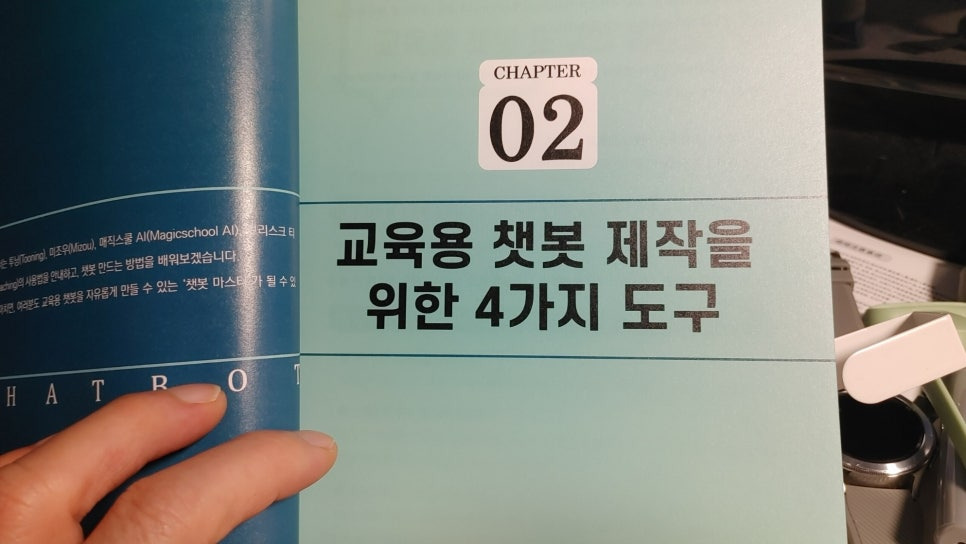 투닝(Tooning), 미조우(Mizou), 매직스쿨 AI(Magicschool AI),
사용법을 안내하고, 챗봇 만드는 방법을 배워보겠습니다.
여러분도 교육용 챗봇을 자유롭게 만들 수 있는 '챗봇 마스터'가 될 수 있
H A T B O T
CHAPTER
02
교육용 챗봇 제작을
위한 4가지 도구